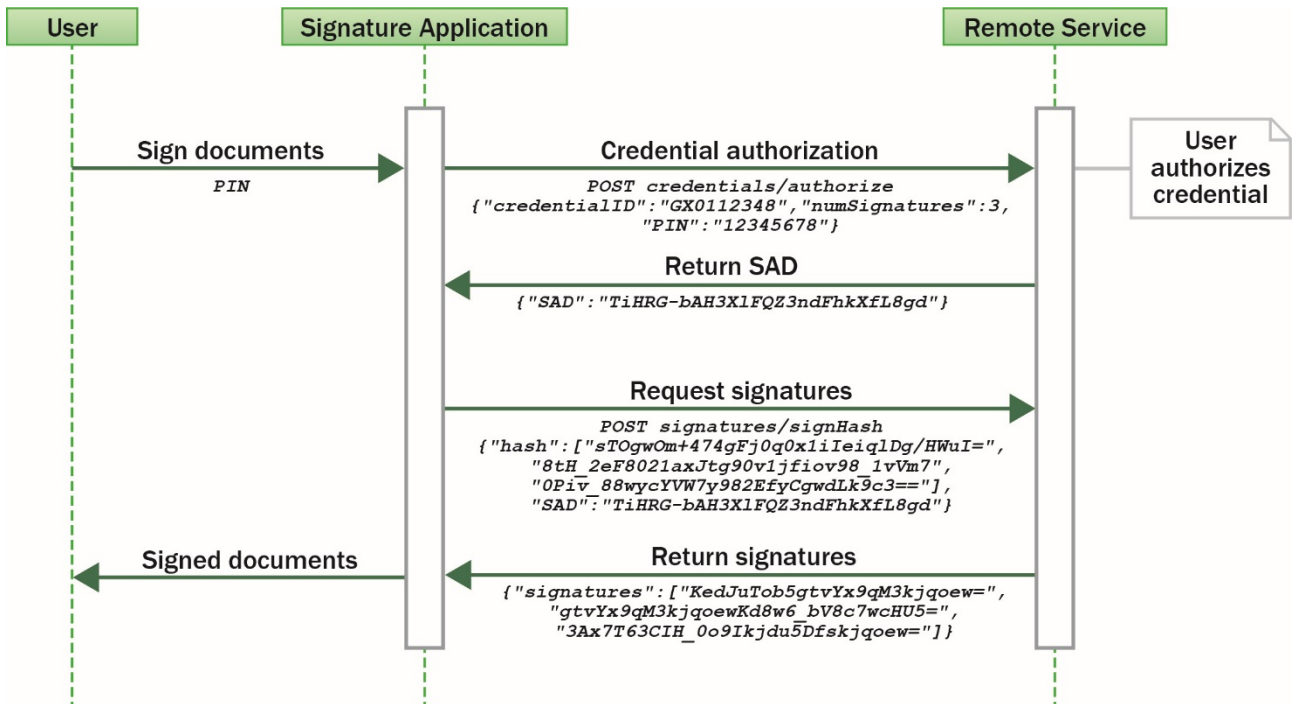 User
Signature Application
Remote Service
Sign documents
PIN
Credential authorization
POST credentials/authorize
{"credentialID":"GX0112348","numSignatures":3,
"PIN":"12345678"}
User
authorizes
credential
Return SAD
{"SAD":"TiHRG-bAH3XlFQZ3ndFhkXfL8gd"}
Request signatures
POST signatures/signHash
{"hash":["sTOgwOm+474gFj0q0x1iIeiqlDg/HWuI=",
"8tH_2eF8021axJtg90v1jfiov98_1vVm7",
"0Piv_88wycYVW7y982EfyCgwdLk9c3=="],
"SAD":"TiHRG-bAH3XlFQZ3ndFhkXfL8gd"}
Signed documents
Return signatures
{"signatures":["KedJuTob5gtvYx9qM3kjqoew=",
"gtvYx9qM3kjqoewKd8w6_bV8c7wcHU5=",
"3Ax7T63CIH_0o9Ikjdu5Dfskjqoew="]}